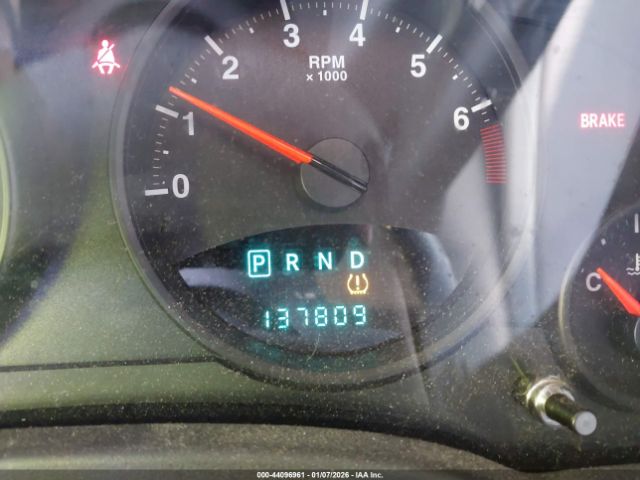 3 4
2 5
RPM
x 1000
1 6
BRAKE
0
P R N D
C
137809
000-44096961 - 01/07/2026 - IAA Inc.